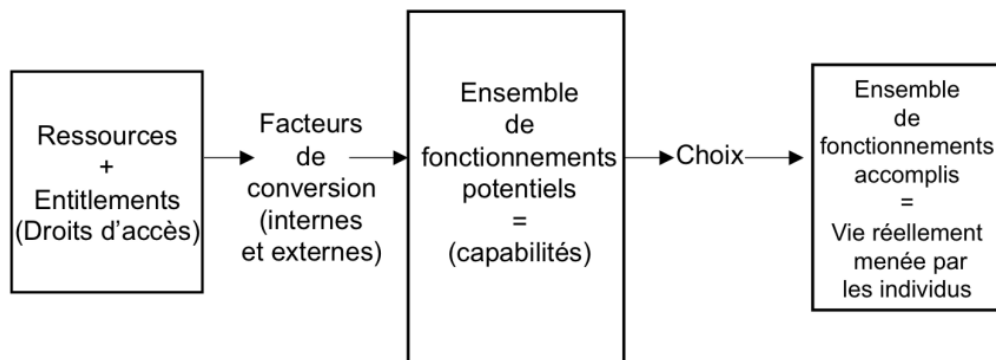 Ressources
+
Entitlements
(Droits d'accès)
Facteurs
de
conversion
(internes
et externes)
Ensemble
de
fonctionnements
potentiels
=
(capabilités)
Choix
Ensemble
de
fonctionnements
accomplis
=
Vie réellement
menée par
les individus